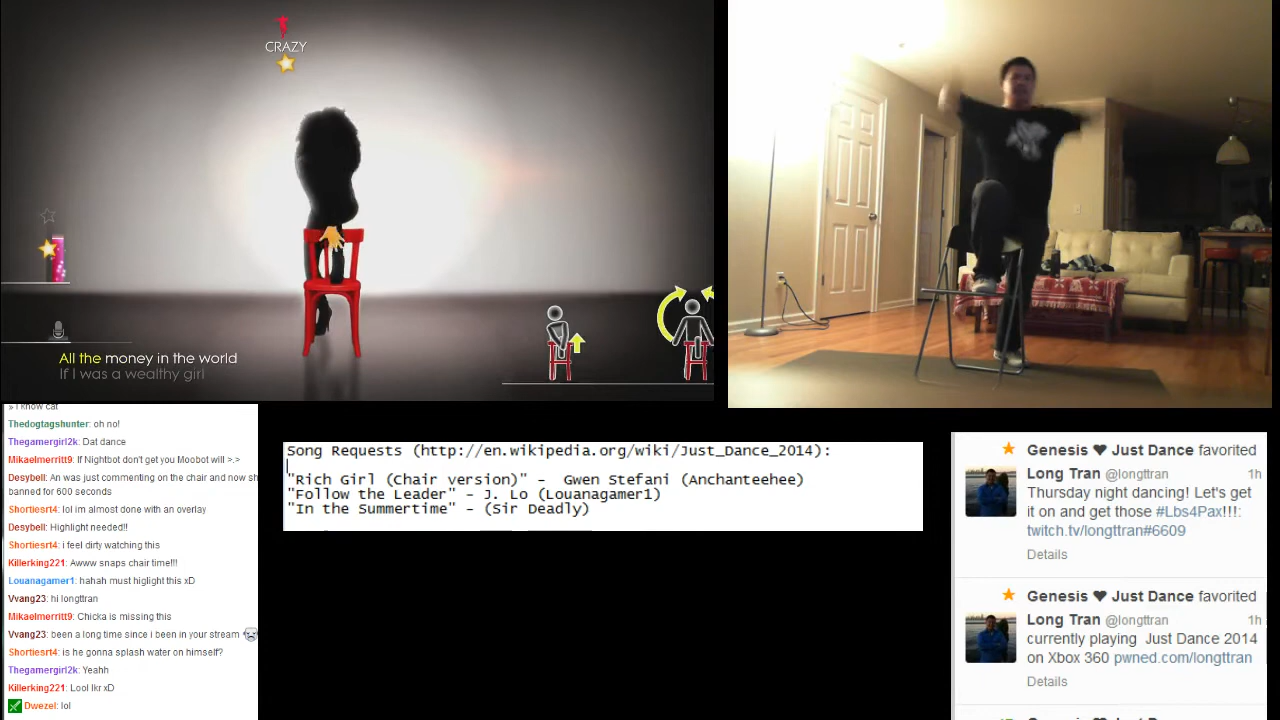 CRAZY
All the money in the world
If I was a wealthy girl
» I know cat
Thedogtagshunter: oh no!
Thegamergirl2k: Dat dance
Mikaelmerritt9: If Nightbot don't get you Moobot will >.>
Desybell: An was just commenting on the chair and now sh
banned for 600 seconds
Shortiesrt4: lol im almost done with an overlay
Desybell: Highlight needed!!
Shortiesrt4: i feel dirty watching this
Killerking221: Awww snaps chair time!!!
Louanagamer1: hahah must higlight this xD
Vvang23: hi longttran
Mikaelmerritt9: Chicka is missing this
Vvang23: been a long time since i been in your stream
Shortiesrt4: is he gonna splash water on himself?
Thegamergirl2k: Yeahh
Killerking221: Lool Ikr xD
Dwezel: lol
Song Requests (http://en.wikipedia.org/wiki/Just_Dance_2014):
"Rich Girl (Chair version)" - Gwen Stefani (Anchanteehee)
"Follow the Leader" - J. Lo (Louanagamer1)
"In the Summertime" - (Sir Deadly)
Genesis ♥ Just Dance favorited
Long Tran @longttran 1h
Thursday night dancing! Let's get
it on and get those #Lbs4Pax!!!:
twitch.tv/longttran#6609
Details
Genesis ♥ Just Dance favorited
Long Tran @longttran 1h
currently playing Just Dance 2014
on Xbox 360 pwned.com/longttran
Details